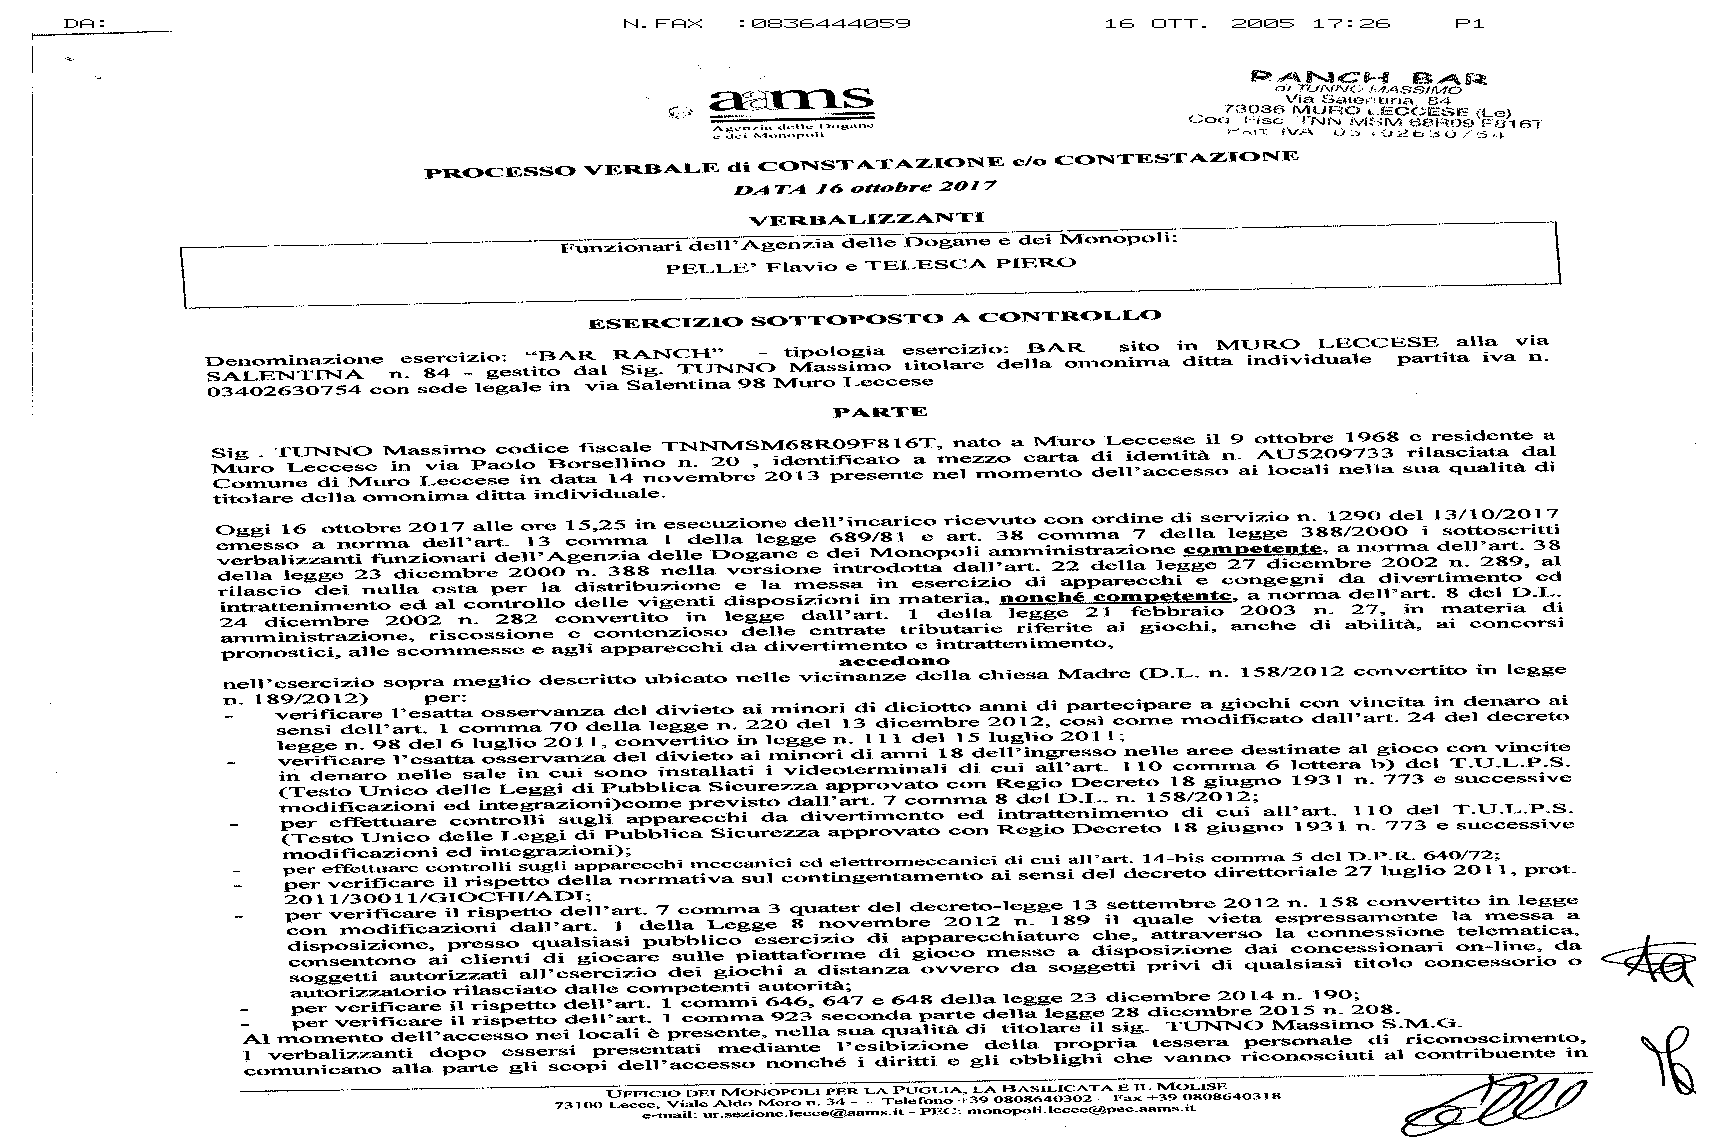 DA:
N.FAX :0836444059
16 OTT. 2005 17:26 P1
RANCH BAR
di TUNNO MASSIMO
Via Salentina, 84
73036 MURO LECCESE (Le)
Cod. Fisc. TNN MSM 68R09 F816T
Part. IVA 03402630754
aams
Agenzia delle Dogane
e dei Monopoli
PROCESSO VERBALE di CONSTATAZIONE e/o CONTESTAZIONE
DATA 16 ottobre 2017
VERBALIZZANTI
Funzionari dell'Agenzia delle Dogane e dei Monopoli:
PELLE' Flavio e TELESCA PIERO
ESERCIZIO SOTTOPOSTO A CONTROLLO
Denominazione esercizio: “BAR RANCH” - tipologia esercizio: BAR sito in MURO LECCESE alla via
SALENTINA n. 84 - gestito dal Sig. TUNNO Massimo titolare della omonima ditta individuale partita iva n.
03402630754 con sede legale in via Salentina 98 Muro Leccese
PARTE
Sig . TUNNO Massimo codice fiscale TNNMSM68R09F816T, nato a Muro Leccese il 9 ottobre 1968 e residente a
Muro Leccese in via Paolo Borsellino n. 20 , identificato a mezzo carta di identità n. AU5209733 rilasciata dal
Comune di Muro Leccese in data 14 novembre 2013 presente nel momento dell'accesso ai locali nella sua qualità di
titolare della omonima ditta individuale.
Oggi 16 ottobre 2017 alle ore 15,25 in esecuzione dell'incarico ricevuto con ordine di servizio n. 1290 del 13/10/2017
emesso a norma dell'art. 13 comma 1 della legge 689/81 e art. 38 comma 7 della legge 388/2000 i sottoscritti
verbalizzanti funzionari dell'Agenzia delle Dogane e dei Monopoli amministrazione competente, a norma dell'art. 38
della legge 23 dicembre 2000 n. 388 nella versione introdotta dall'art. 22 della legge 27 dicembre 2002 n. 289, al
rilascio dei nulla osta per la distribuzione e la messa in esercizio di apparecchi e congegni da divertimento ed
intrattenimento ed al controllo delle vigenti disposizioni in materia, nonché competente, a norma dell'art. 8 del D.L.
24 dicembre 2002 n. 282 convertito in legge dall'art. 1 della legge 21 febbraio 2003 n. 27, in materia di
amministrazione, riscossione e contenzioso delle entrate tributarie riferite ai giochi, anche di abilità, ai concorsi
pronostici, alle scommesse e agli apparecchi da divertimento e intrattenimento,
accedono
nell'esercizio sopra meglio descritto ubicato nelle vicinanze della chiesa Madre (D.L. n. 158/2012 convertito in legge
n. 189/2012) per:
- verificare l'esatta osservanza del divieto ai minori di diciotto anni di partecipare a giochi con vincita in denaro ai
sensi dell'art. 1 comma 70 della legge n. 220 del 13 dicembre 2012, così come modificato dall'art. 24 del decreto
legge n. 98 del 6 luglio 2011, convertito in legge n. 111 del 15 luglio 2011;
- verificare l'esatta osservanza del divieto ai minori di anni 18 dell'ingresso nelle aree destinate al gioco con vincite
in denaro nelle sale in cui sono installati i videoterminali di cui all'art. 110 comma 6 lettera b) del T.U.L.P.S.
(Testo Unico delle Leggi di Pubblica Sicurezza approvato con Regio Decreto 18 giugno 1931 n. 773 e successive
modificazioni ed integrazioni)come previsto dall'art. 7 comma 8 del D.L. n. 158/2012;
- per effettuare controlli sugli apparecchi da divertimento ed intrattenimento di cui all'art. 110 del T.U.L.P.S.
(Testo Unico delle Leggi di Pubblica Sicurezza approvato con Regio Decreto 18 giugno 1931 n. 773 e successive
modificazioni ed integrazioni);
- per effettuare controlli sugli apparecchi meccanici ed elettromeccanici di cui all'art. 14-bis comma 5 del D.P.R. 640/72;
- per verificare il rispetto della normativa sul contingentamento ai sensi del decreto direttoriale 27 luglio 2011, prot.
2011/30011/GIOCHI/ADI;
- per verificare il rispetto dell'art. 7 comma 3 quater del decreto-legge 13 settembre 2012 n. 158 convertito in legge
con modificazioni dall'art. 1 della Legge 8 novembre 2012 n. 189 il quale vieta espressamente la messa a
disposizione, presso qualsiasi pubblico esercizio di apparecchiature che, attraverso la connessione telematica,
consentono ai clienti di giocare sulle piattaforme di gioco messe a disposizione dai concessionari on-line, da
soggetti autorizzati all'esercizio dei giochi a distanza ovvero da soggetti privi di qualsiasi titolo concessorio o
autorizzatorio rilasciato dalle competenti autorità;
- per verificare il rispetto dell'art. 1 commi 646, 647 e 648 della legge 23 dicembre 2014 n. 190;
- per verificare il rispetto dell'art. 1 comma 923 seconda parte della legge 28 dicembre 2015 n. 208.
Al momento dell'accesso nei locali è presente, nella sua qualità di titolare il sig. TUNNO Massimo S.M.G.
I verbalizzanti dopo essersi presentati mediante l'esibizione della propria tessera personale di riconoscimento,
comunicano alla parte gli scopi dell'accesso nonché i diritti e gli obblighi che vanno riconosciuti al contribuente in
UFFICIO DEI MONOPOLI PER LA PUGLIA, LA BASILICATA E IL MOLISE
73100 Lecce, Viale Aldo Moro n. 34 - - Telefono +39 0808640302 - Fax +39 0808640318
e-mail: ur.sezione.lecce@aams.it - PEC: monopoli.lecce@pec.aams.it